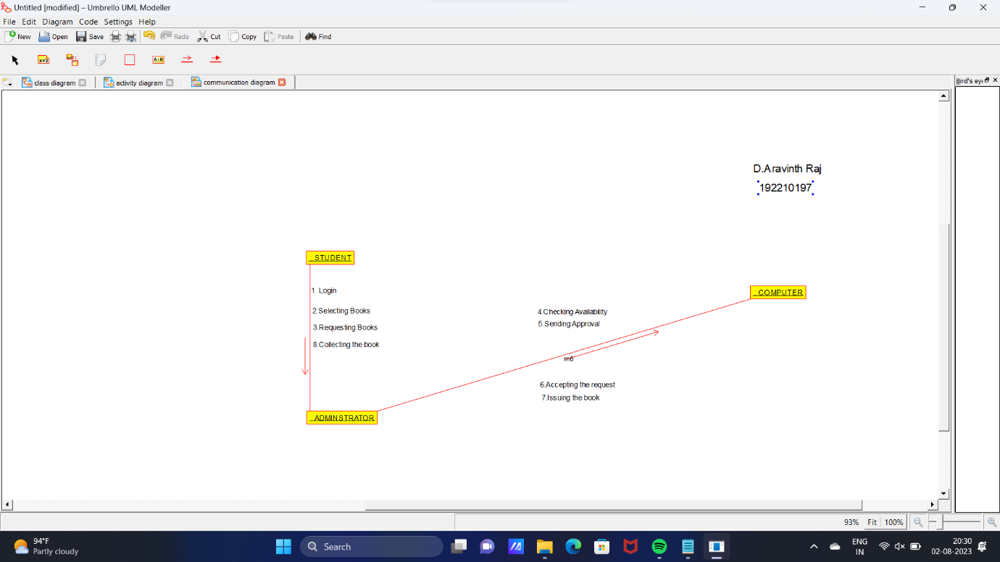 Untitled [modified] – Umbrello UML Modeller
File Edit Diagram Code Settings Help
New Open Save Redo Cut Copy Paste Find
XYZ A:B
class diagram activity diagram communication diagram Bird's eye
D.Aravinth Raj
192210197
: STUDENT
1. Login
2.Selecting Books
3.Requesting Books
8.Collecting the book
: ADMINSTRATOR
: COMPUTER
4.Checking Availability
5.Sending Approval
m6
6.Accepting the request
7.Issuing the book
93% Fit 100%
94°F
Partly cloudy
Search
ENG
IN
20:30
02-08-2023